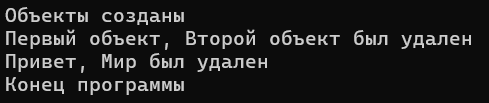 Объекты созданы
Первый объект, Второй объект был удален
Привет, Мир был удален
Конец программы